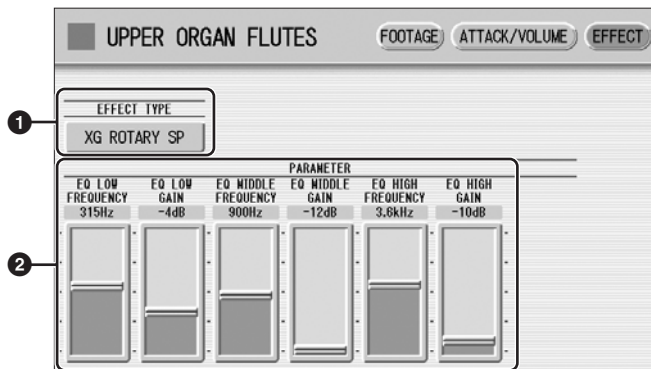 UPPER ORGAN FLUTES FOOTAGE ATTACK/VOLUME EFFECT
1
EFFECT TYPE
XG ROTARY SP
PARAMETER
EQ LOW FREQUENCY EQ LOW GAIN EQ MIDDLE FREQUENCY EQ MIDDLE GAIN EQ HIGH FREQUENCY EQ HIGH GAIN
315Hz -4dB 900Hz -12dB 3.6kHz -10dB
2